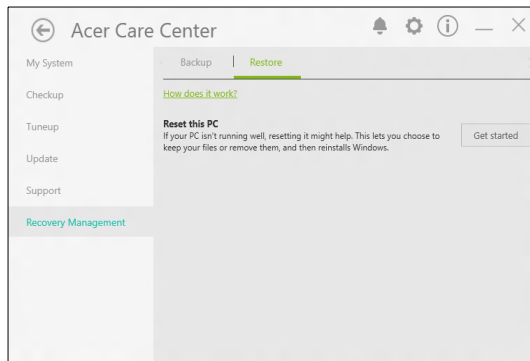 Acer Care Center
My System
Checkup
Tuneup
Update
Support
Recovery Management
Backup
Restore
How does it work?
Reset this PC
If your PC isn't running well, resetting it might help. This lets you choose to
keep your files or remove them, and then reinstalls Windows.
Get started